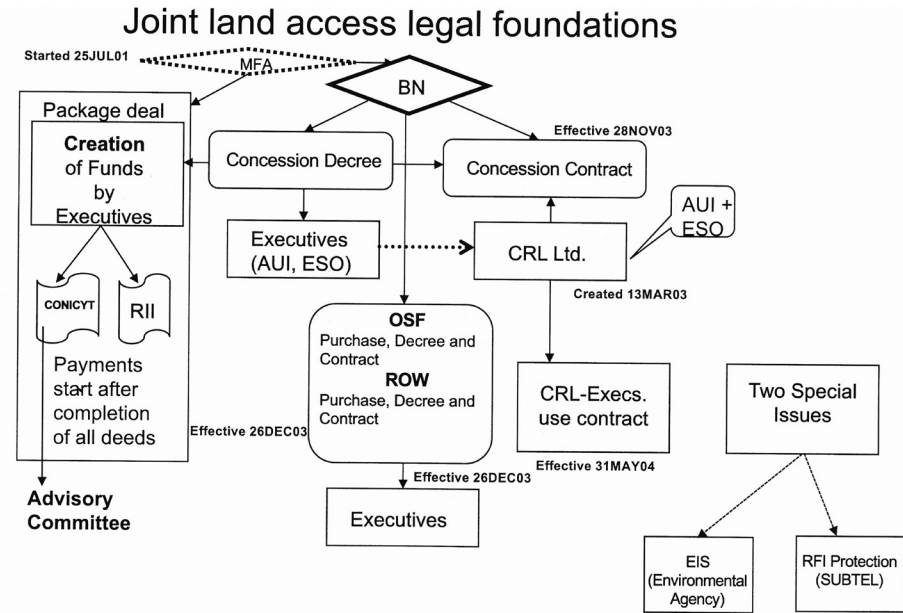 Joint land access legal foundations
Started 25JUL01
MFA
BN
Package deal
Creation
of Funds
by
Executives
Concession Decree
Effective 28NOV03
Concession Contract
Executives
(AUI, ESO)
CRL Ltd.
AUI +
ESO
Created 13MAR03
CONICYT
RII
Payments
start after
completion
of all deeds
Effective 26DEC03
OSF
Purchase, Decree and
Contract
ROW
Purchase, Decree and
Contract
CRL-Execs.
use contract
Effective 31MAY04
Two Special
Issues
Effective 26DEC03
Executives
Advisory
Committee
EIS
(Environmental
Agency)
RFI Protection
(SUBTEL)